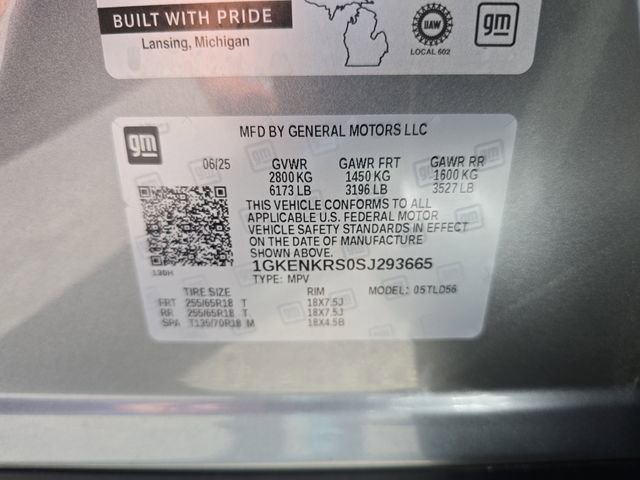 BUILT WITH PRIDE
Lansing, Michigan
UAW
LOCAL 602
gm
gm
MFD BY GENERAL MOTORS LLC
06/25 GVWR GAWR FRT GAWR RR
2800 KG 1450 KG 1600 KG
6173 LB 3196 LB 3527 LB
THIS VEHICLE CONFORMS TO ALL
APPLICABLE U.S. FEDERAL MOTOR
VEHICLE SAFETY STANDARDS IN EFFECT
ON THE DATE OF MANUFACTURE
SHOWN ABOVE.
130H
1GKENKRS0SJ293665
TYPE: MPV MODEL: 05TLD56
TIRE SIZE RIM
FRT 255/65R18 T 18X7.5J
RR 255/65R18 T 18X7.5J
SPA T135/70R18 M 18X4.5B